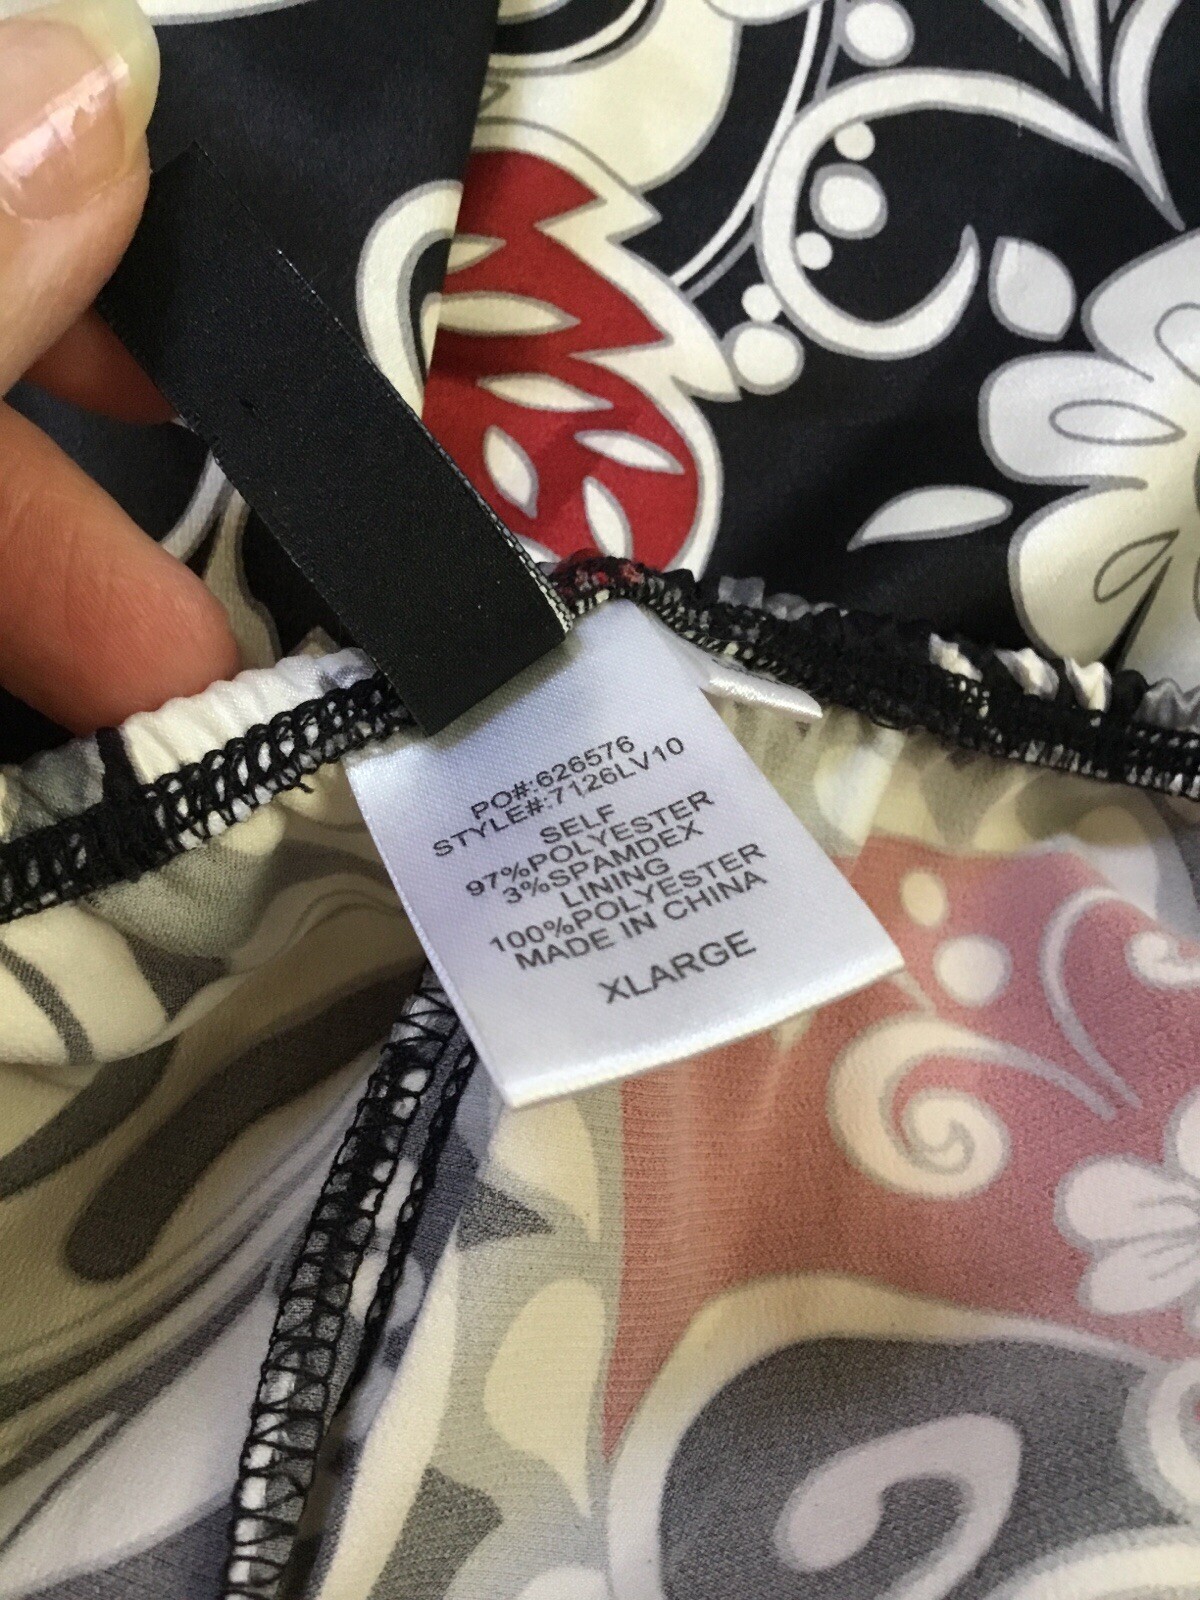 PO#:626576
STYLE#:7126LV10
SELF
97%POLYESTER
3%SPAMDEX
LINING
100%POLYESTER
MADE IN CHINA
XLARGE